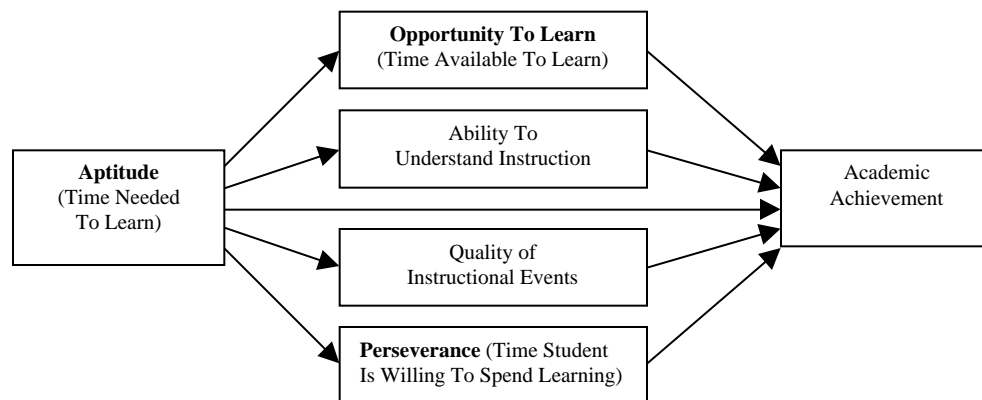 Opportunity To Learn
(Time Available To Learn)
Ability To
Understand Instruction
Aptitude
(Time Needed
To Learn)
Academic
Achievement
Quality of
Instructional Events
Perseverance (Time Student
Is Willing To Spend Learning)